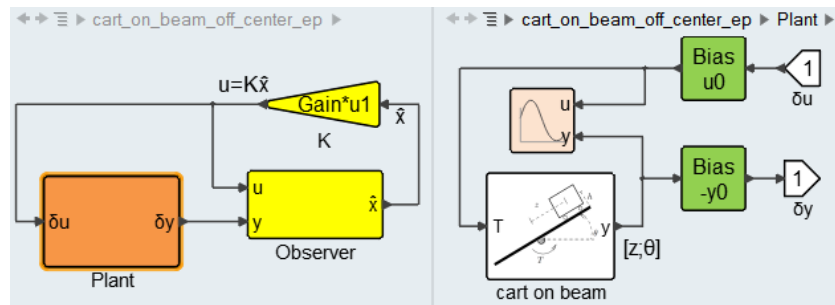 cart_on_beam_off_center_ep
u=Kx̂
Gain*u1
x̂
K
u
δu
δy
y
x̂
Plant
Observer
cart_on_beam_off_center_ep
Plant
Bias
u0
1
δu
u
y
Bias
-y0
1
δy
T
z
θ
T
y
[z;θ]
cart on beam